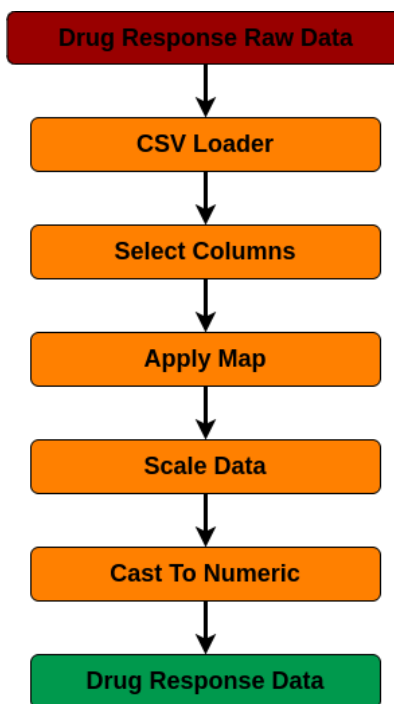 Drug Response Raw Data
CSV Loader
Select Columns
Apply Map
Scale Data
Cast To Numeric
Drug Response Data